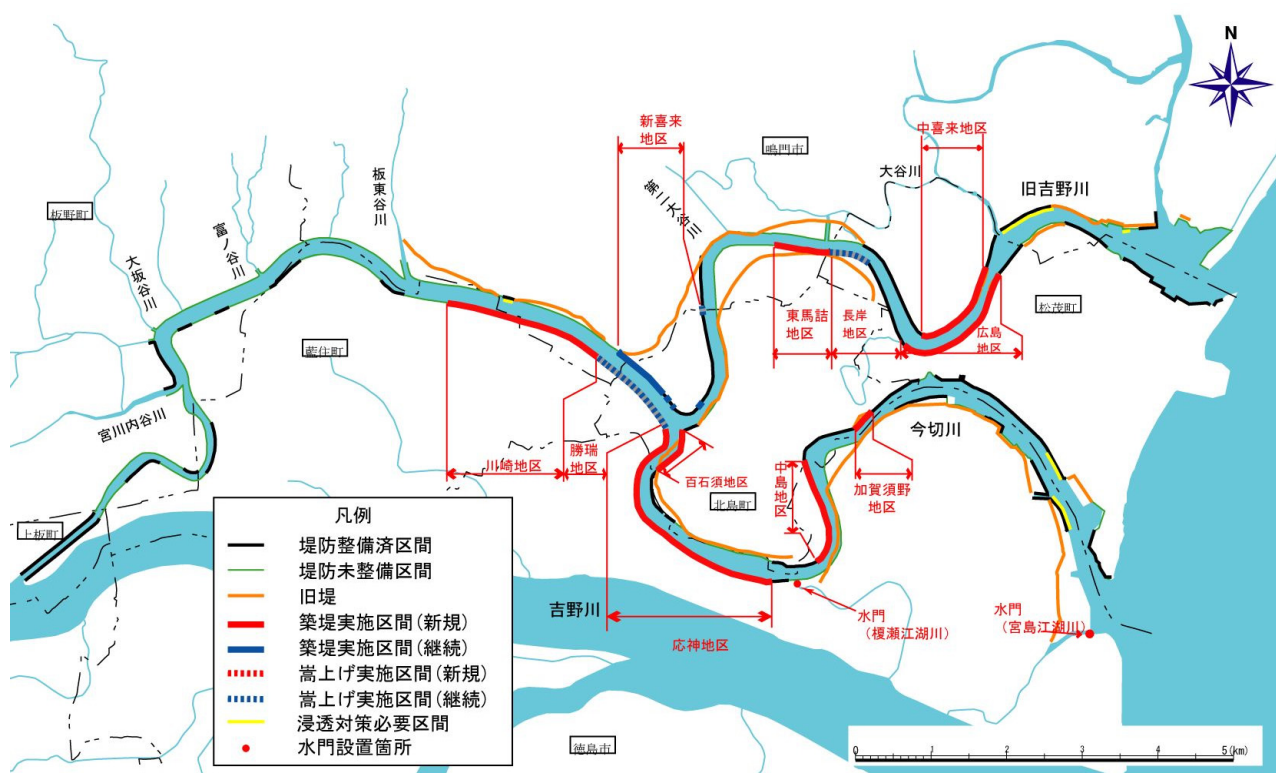 N
新喜来
地区
中喜来地区
鳴門市
大谷川
旧吉野川
板東谷川
第二大谷川
板野町
富ノ谷川
大坂谷川
東馬詰
地区
長岸
地区
広島
地区
松茂町
藍住町
宮川内谷川
今切川
川崎地区
勝瑞
地区
百石須地区
中島地区
加賀須野
地区
北島町
上板町
凡例
堤防整備済区間
堤防未整備区間
旧堤
築堤実施区間(新規)
築堤実施区間(継続)
嵩上げ実施区間(新規)
嵩上げ実施区間(継続)
浸透対策必要区間
水門設置箇所
吉野川
応神地区
水門
(榎瀬江湖川)
水門
(宮島江湖川)
徳島市
0 1 2 3 4 5(km)